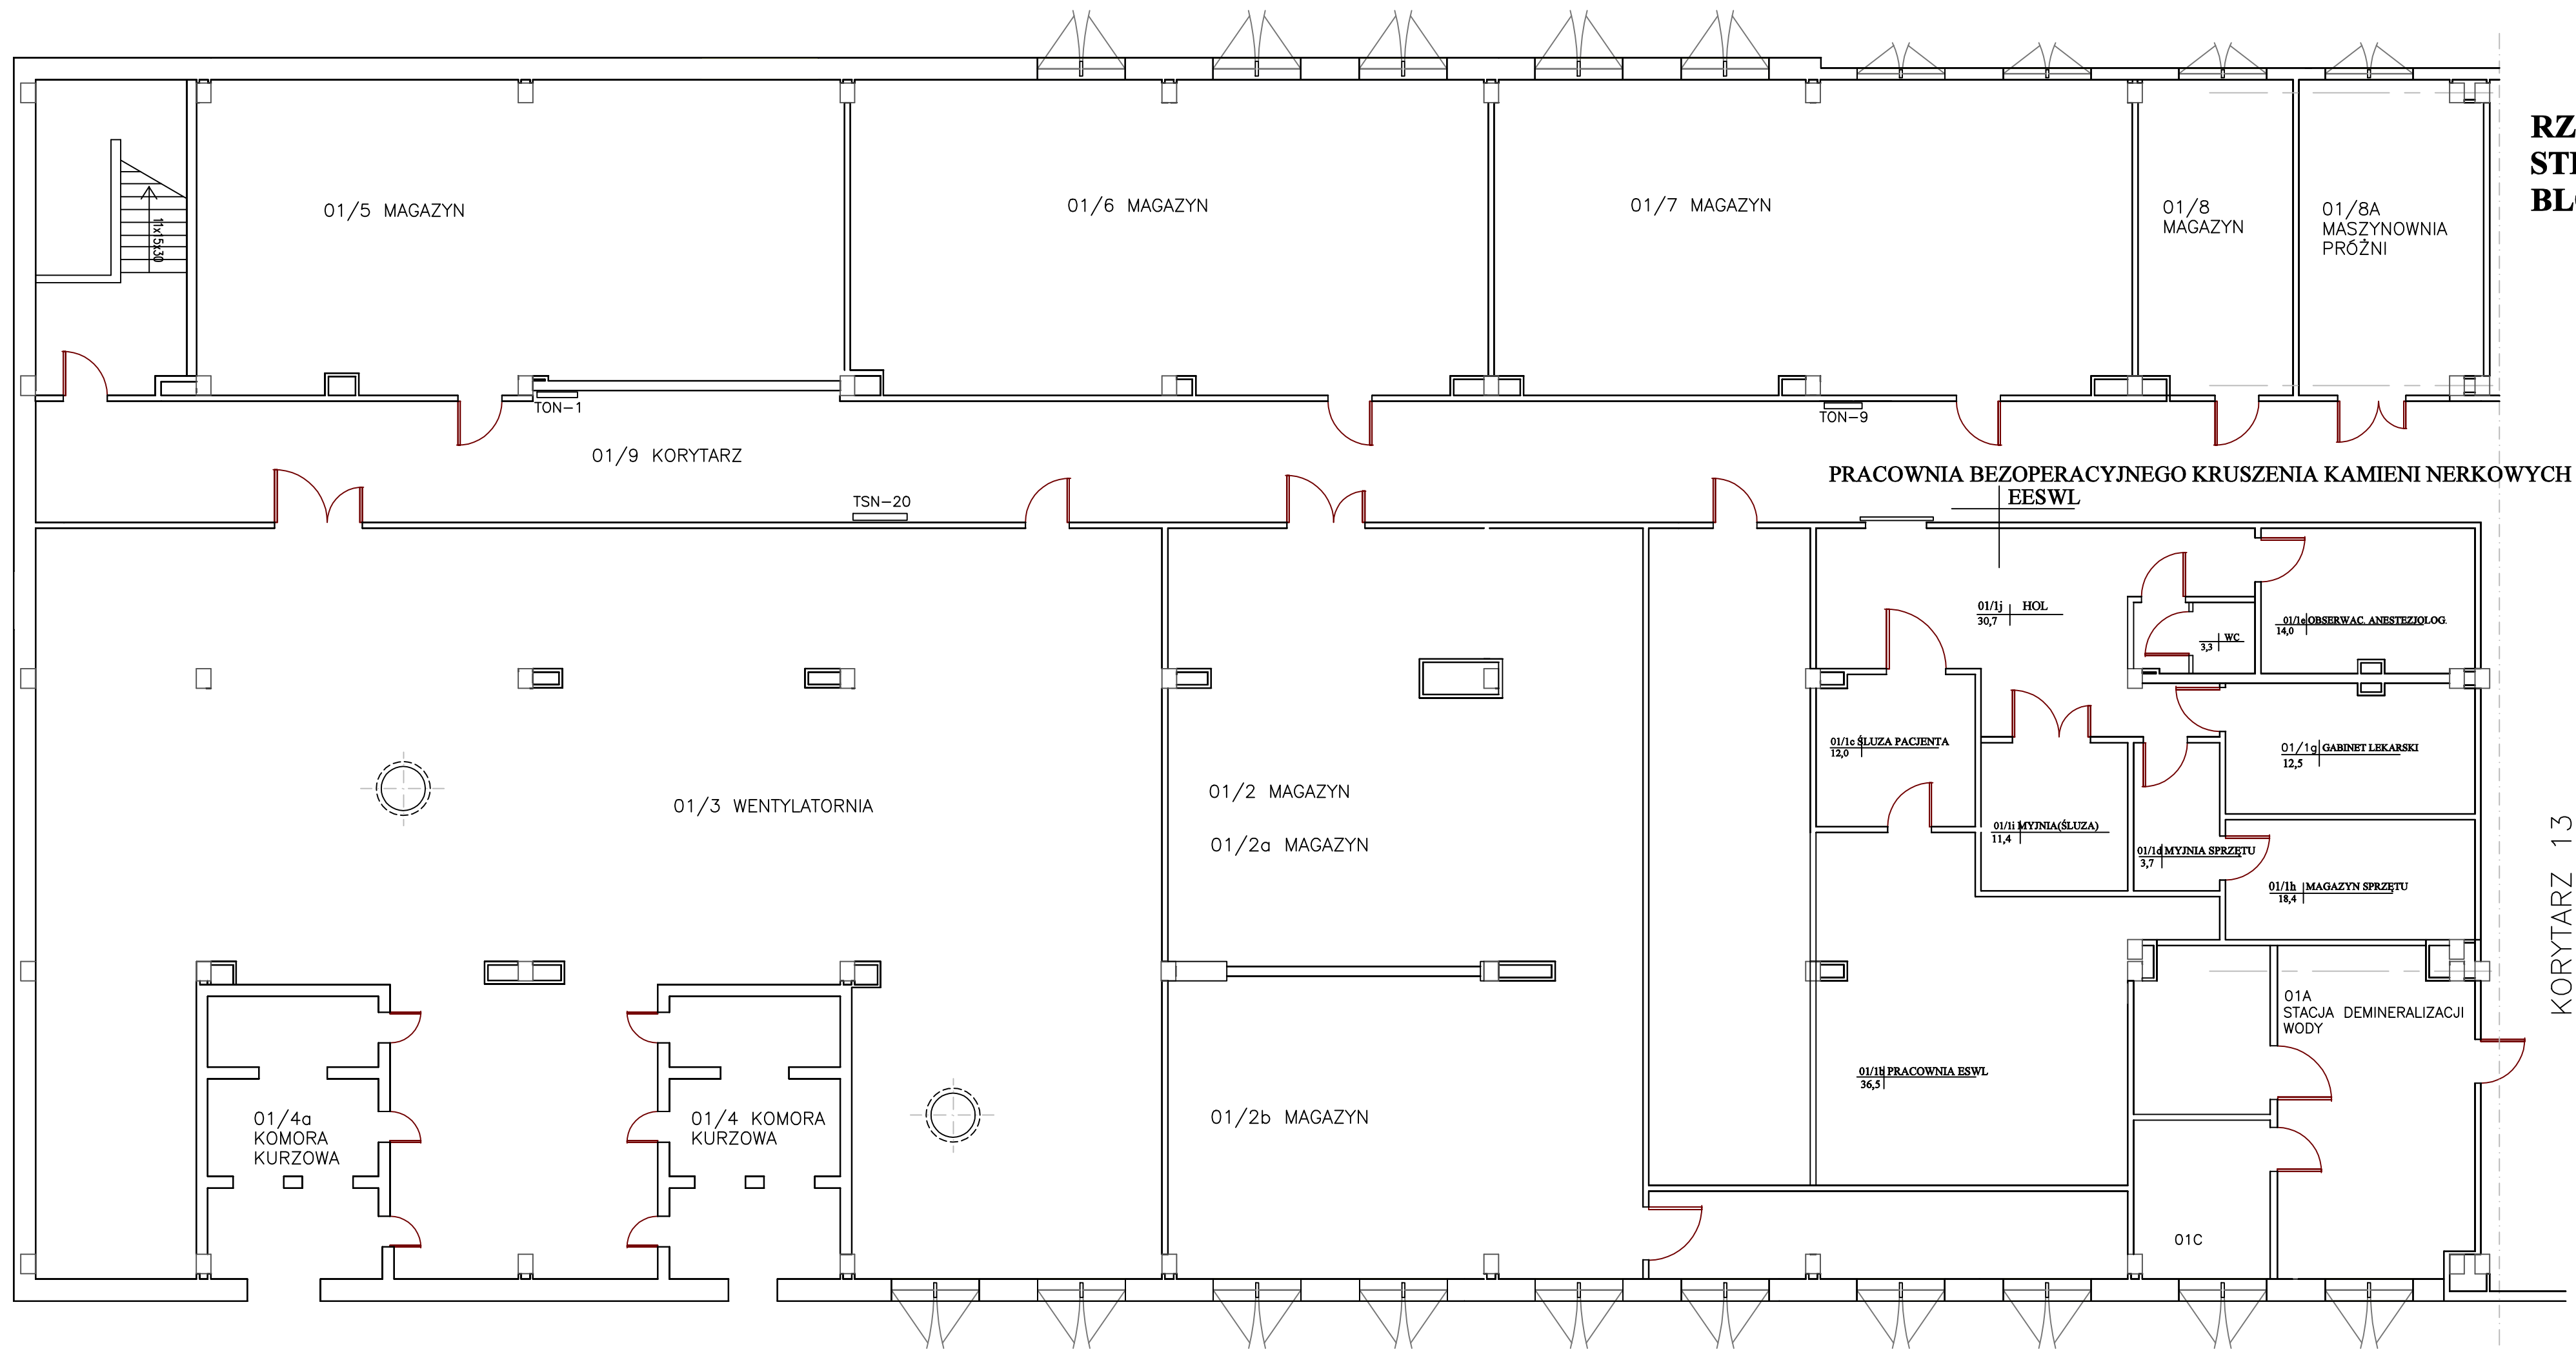 RZ
ST
BL
01/5 MAGAZYN
01/6 MAGAZYN
01/7 MAGAZYN
01/8
MAGAZYN
01/8A
MASZYNOWNIA
PRÓŻNI
11x15x30
TON-1
TON-9
01/9 KORYTARZ
TSN-20
PRACOWNIA BEZOPERACYJNEGO KRUSZENIA KAMIENI NERKOWYCH
EESWL
01/1j HOL
30,7
WC
3,3
01/1e OBSERWAC. ANESTEZJOLOG.
14,0
01/1c ŚLUZA PACJENTA
12,0
01/1g GABINET LEKARSKI
12,5
01/3 WENTYLATORNIA
01/2 MAGAZYN
01/2a MAGAZYN
01/1i MYJNIA(ŚLUZA)
11,4
01/1d MYJNIA SPRZĘTU
3,7
01/1h MAGAZYN SPRZĘTU
18,4
KORYTARZ 13
01A
STACJA DEMINERALIZACJI
WODY
01/1b PRACOWNIA ESWL
36,5
01/4a
KOMORA
KURZOWA
01/4 KOMORA
KURZOWA
01/2b MAGAZYN
01C